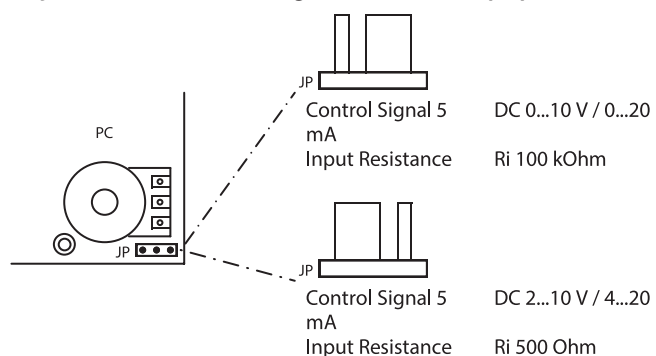 JP
Control Signal 5 DC 0...10 V / 0...20
mA
Input Resistance Ri 100 kOhm
PC
JP
JP
Control Signal 5 DC 2...10 V / 4...20
mA
Input Resistance Ri 500 Ohm